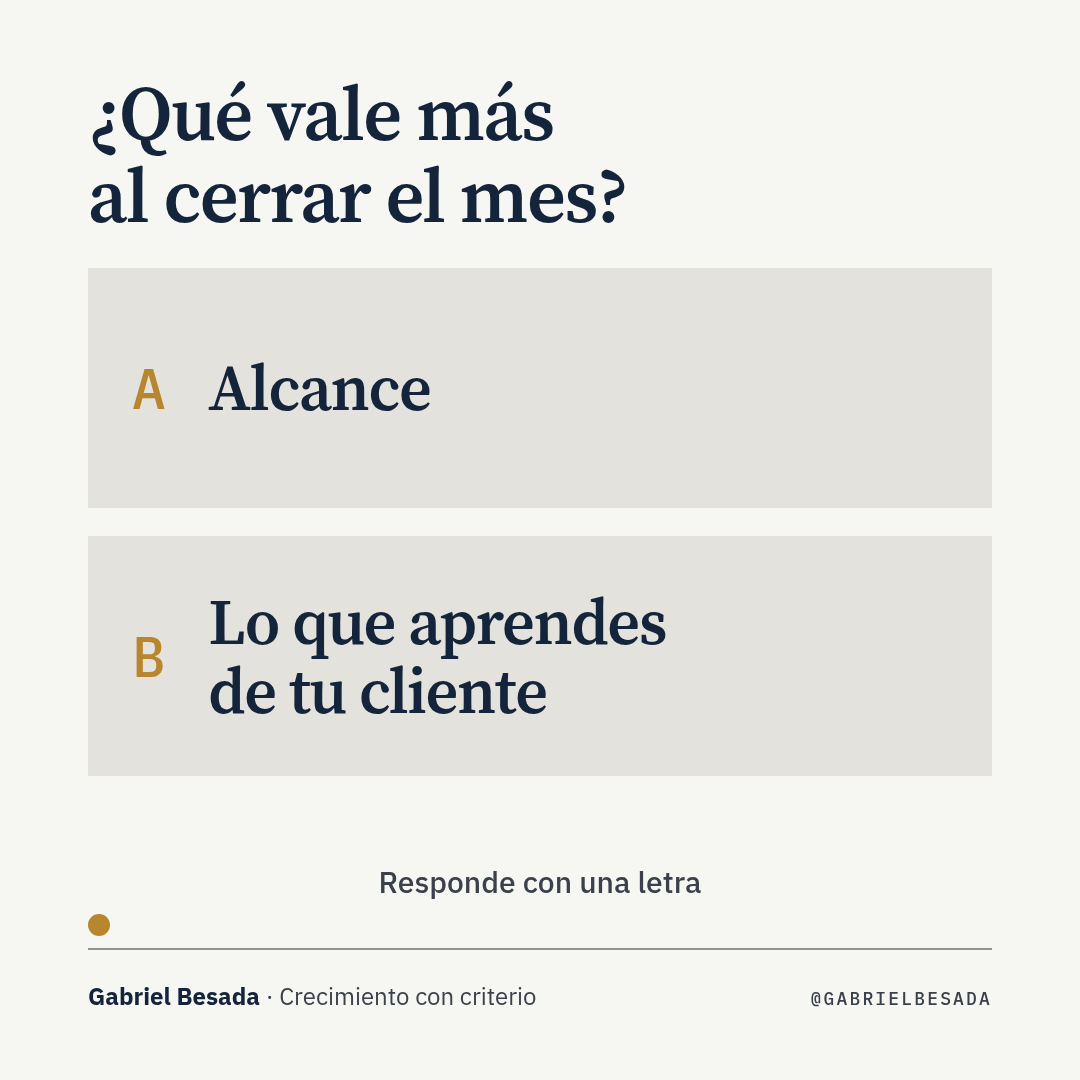 ¿Qué vale más
al cerrar el mes?
A Alcance
B Lo que aprendes
de tu cliente
Responde con una letra
Gabriel Besada · Crecimiento con criterio
@GABRIELBESADA